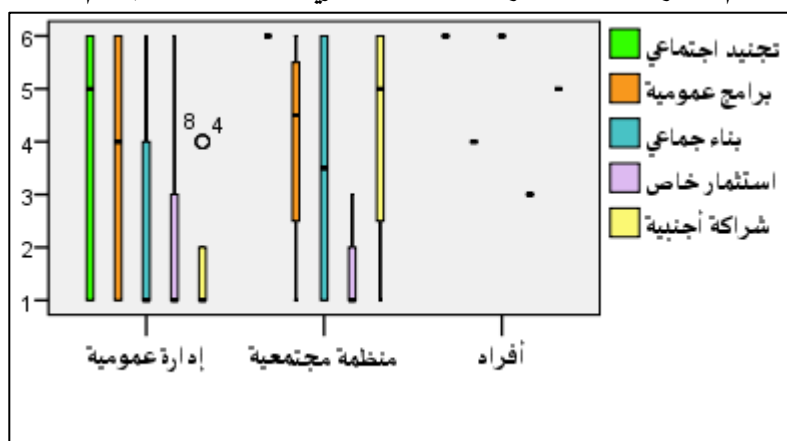 6
5
4
3
2
1
8 4
إدارة عمومية
منظمة مجتمعية
أفراد
تجنيد اجتماعي
برامج عمومية
بناء جماعي
استثمار خاص
شراكة أجنبية